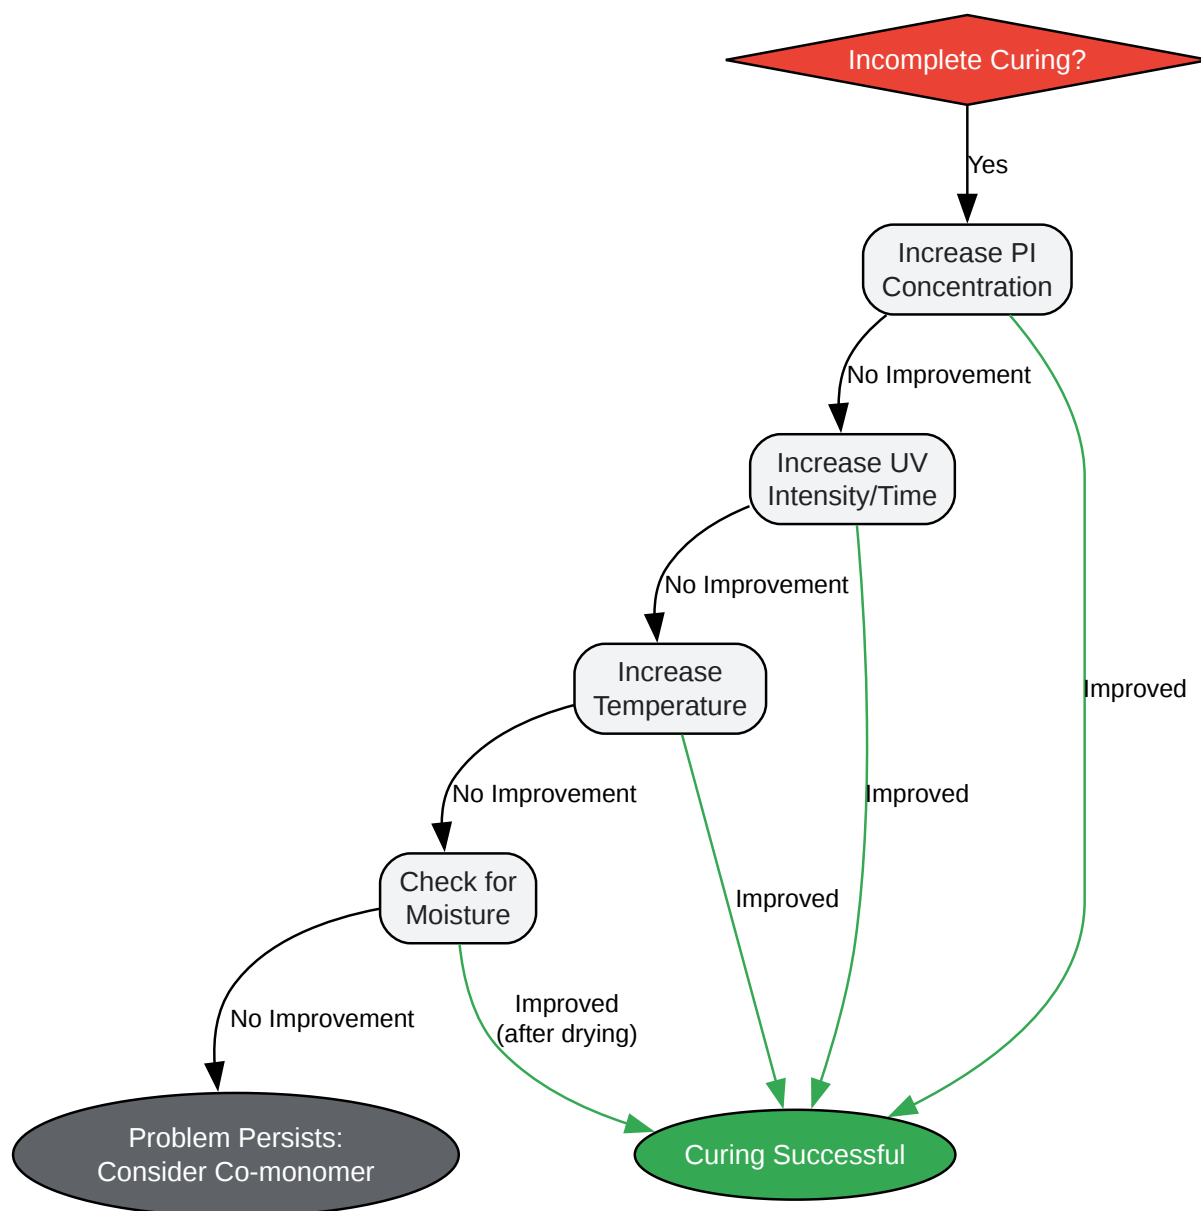 Incomplete Curing?
Yes
Increase PI
Concentration
No Improvement
Increase UV
Intensity/Time
No Improvement
Increase
Temperature
Improved
No Improvement
Improved
Check for
Moisture
Improved
No Improvement
Improved
(after drying)
Problem Persists:
Consider Co-monomer
Curing Successful